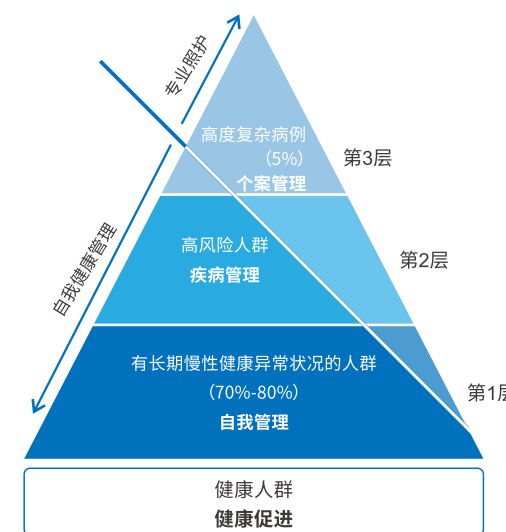 专业照护
高度复杂病例
（5%）
个案管理
第3层
自我健康管理
高风险人群
疾病管理
第2层
有长期慢性健康异常状况的人群
（70%-80%）
自我管理
第1层
健康人群
健康促进